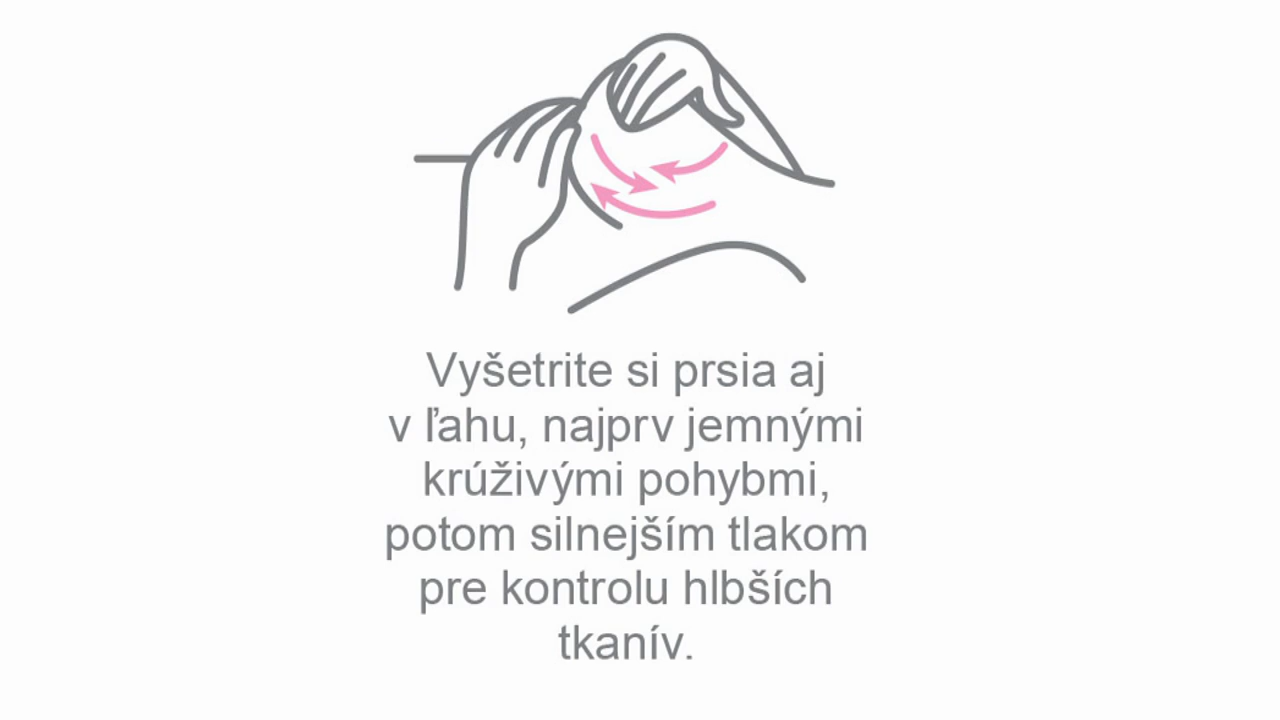 Vyšetrite si prsia aj
v ľahu, najprv jemnými
krúživými pohybmi,
potom silnejším tlakom
pre kontrolu hlbších
tkanív.